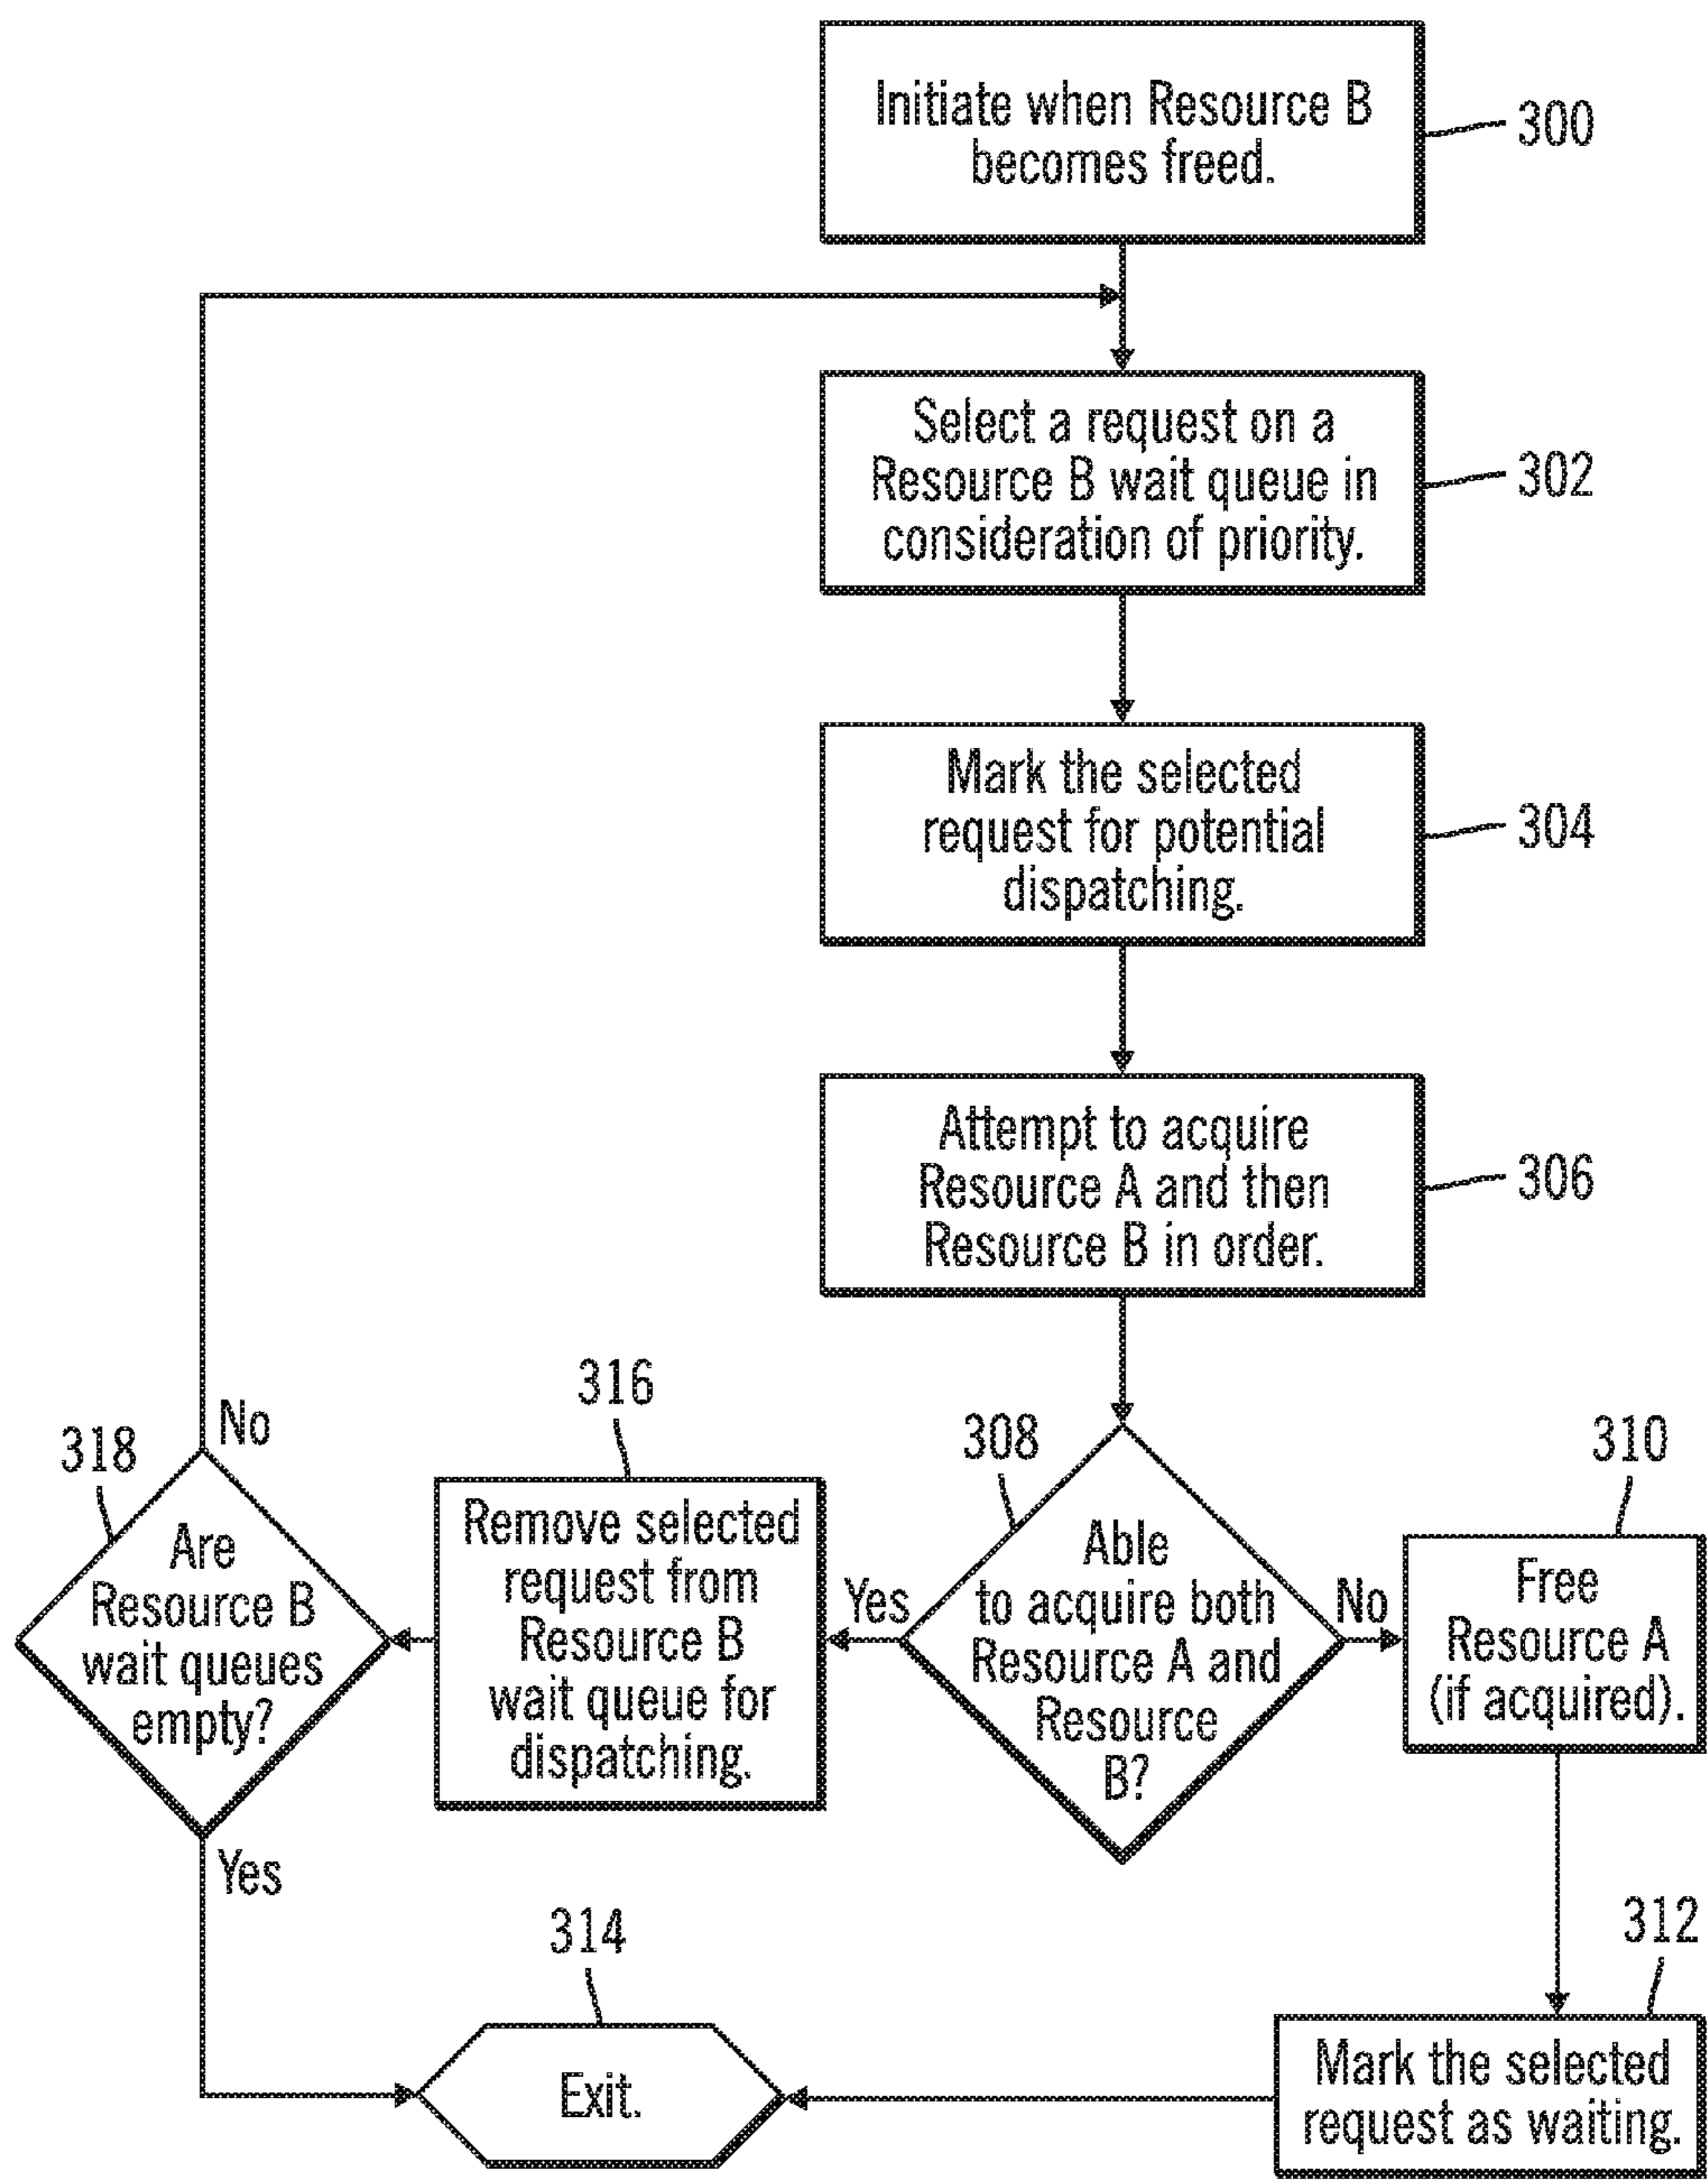 Initiate when Resource B
becomes freed.
300
Select a request on a
Resource B wait queue in
consideration of priority.
302
Mark the selected
request for potential
dispatching.
304
Attempt to acquire
Resource A and then
Resource B in order.
306
308
Able
to acquire both
Resource A and
Resource
B?
Yes
No
316
Remove selected
request from
Resource B
wait queue for
dispatching.
318
Are
Resource B
wait queues
empty?
No
Yes
310
Free
Resource A
(if acquired).
312
Mark the selected
request as waiting.
314
Exit.